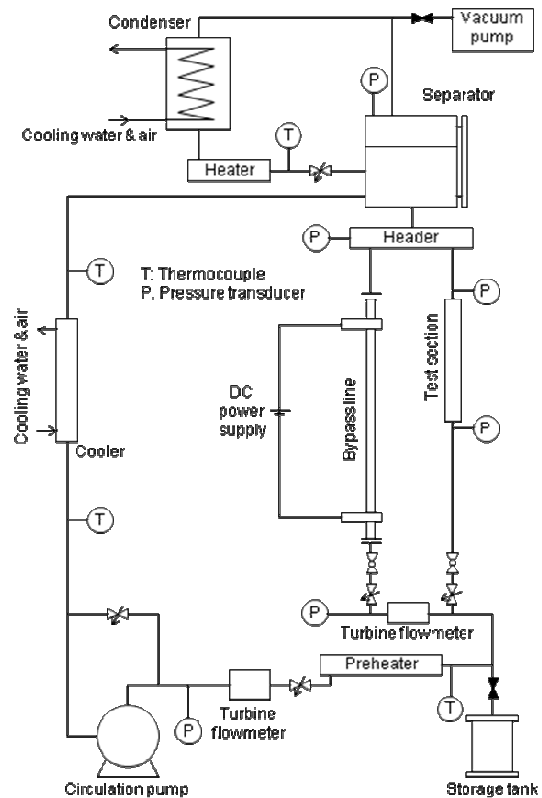 Condenser
Vacuum
pump
P
Separator
Cooling water & air
T
Heater
P
Header
T
T: Thermocouple
P. Pressure transducer
P
Cooling water & air
DC
power
supply
Bypass line
Test section
P
Cooler
T
P
Turbine flowmeter
Preheater
P
Turbine
flowmeter
T
Circulation pump
Storage tank